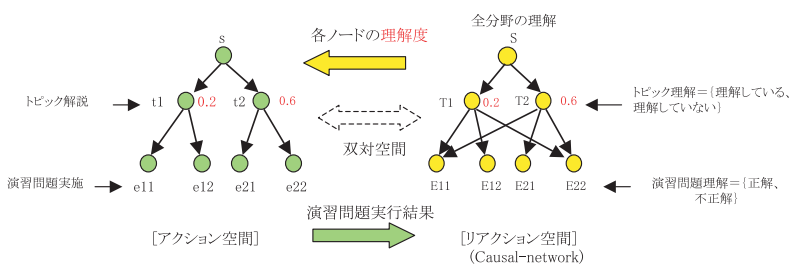 全分野の理解
各ノードの理解度
s
S
トピック解説
t1
0.2
t2
0.6
T1
0.2
T2
0.6
トピック理解={理解している、
理解していない}
双対空間
演習問題実施
e11
e12
e21
e22
E11
E12
E21
E22
演習問題理解={正解、
不正解}
演習問題実行結果
[アクション空間]
[リアクション空間]
(Causal-network)